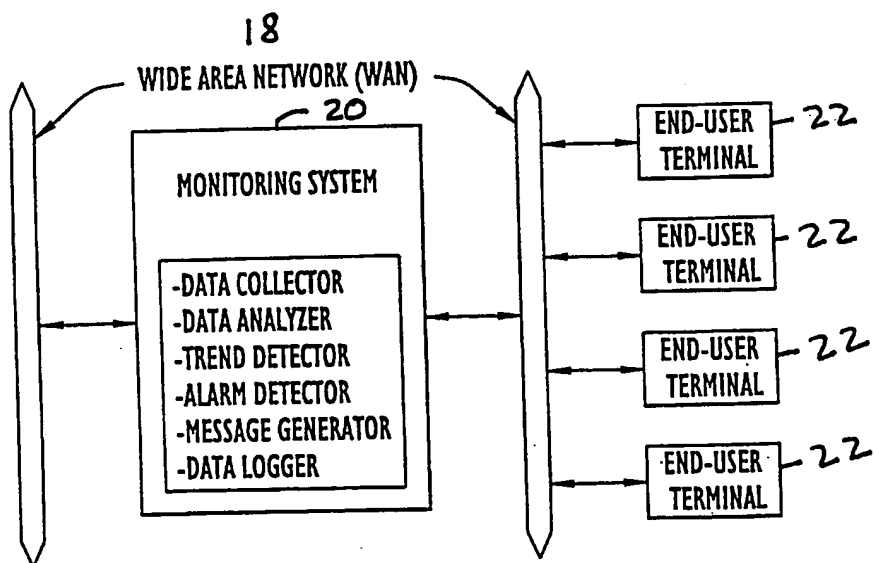 18
WIDE AREA NETWORK (WAN)
20
MONITORING SYSTEM
-DATA COLLECTOR
-DATA ANALYZER
-TREND DETECTOR
-ALARM DETECTOR
-MESSAGE GENERATOR
-DATA LOGGER
END-USER
TERMINAL
22
END-USER
TERMINAL
22
END-USER
TERMINAL
22
END-USER
TERMINAL
22